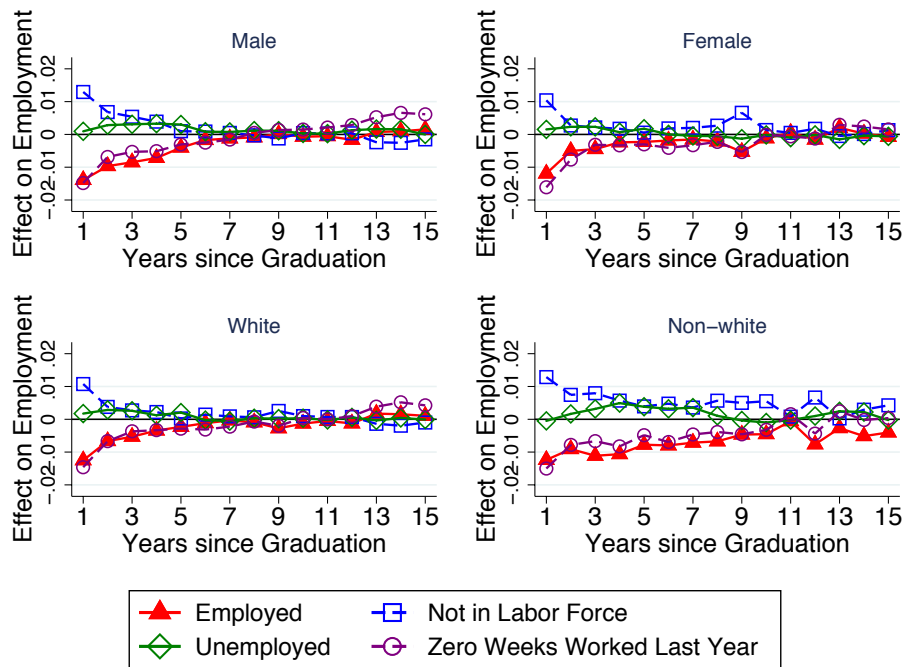 Male
Effect on Employment
.02
.01
0
-.01
-.02
1 3 5 7 9 11 13 15
Years since Graduation
Female
Effect on Employment
.02
.01
0
-.01
-.02
1 3 5 7 9 11 13 15
Years since Graduation
White
Effect on Employment
.02
.01
0
-.01
-.02
1 3 5 7 9 11 13 15
Years since Graduation
Non-white
Effect on Employment
.02
.01
0
-.01
-.02
1 3 5 7 9 11 13 15
Years since Graduation
Employed
Not in Labor Force
Unemployed
Zero Weeks Worked Last Year